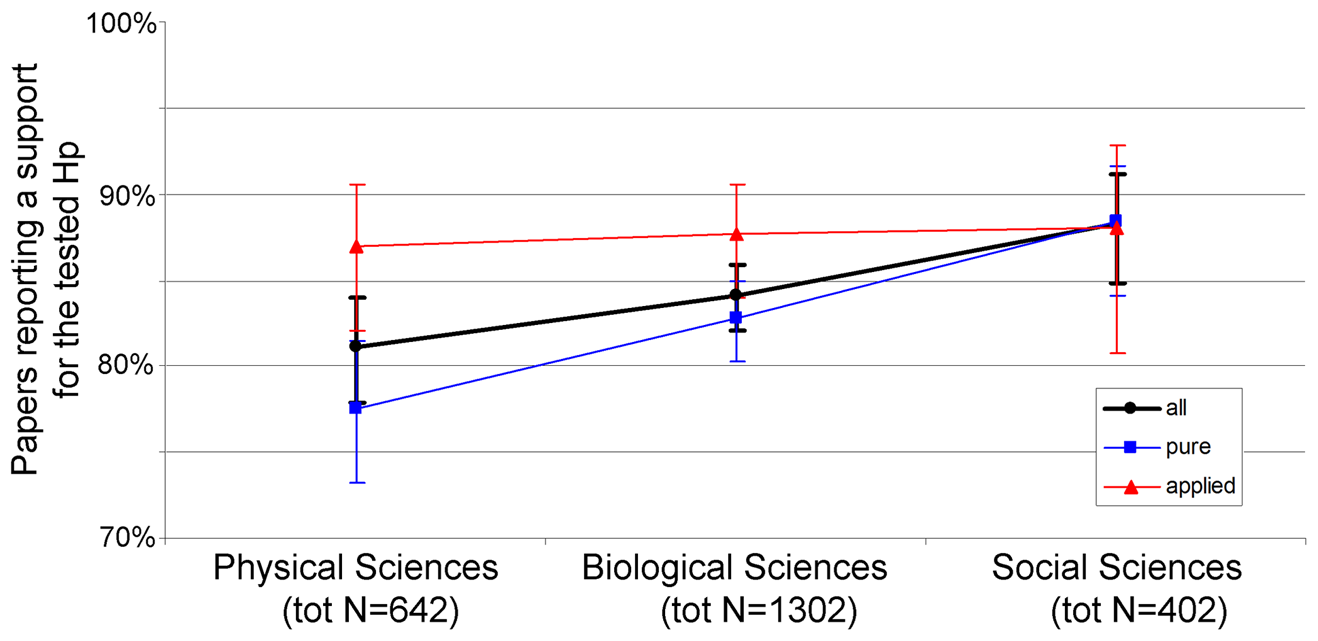 Papers reporting a support
for the tested Hp
100%
90%
80%
70%
all
pure
applied
Physical Sciences
(tot N=642)
Biological Sciences
(tot N=1302)
Social Sciences
(tot N=402)